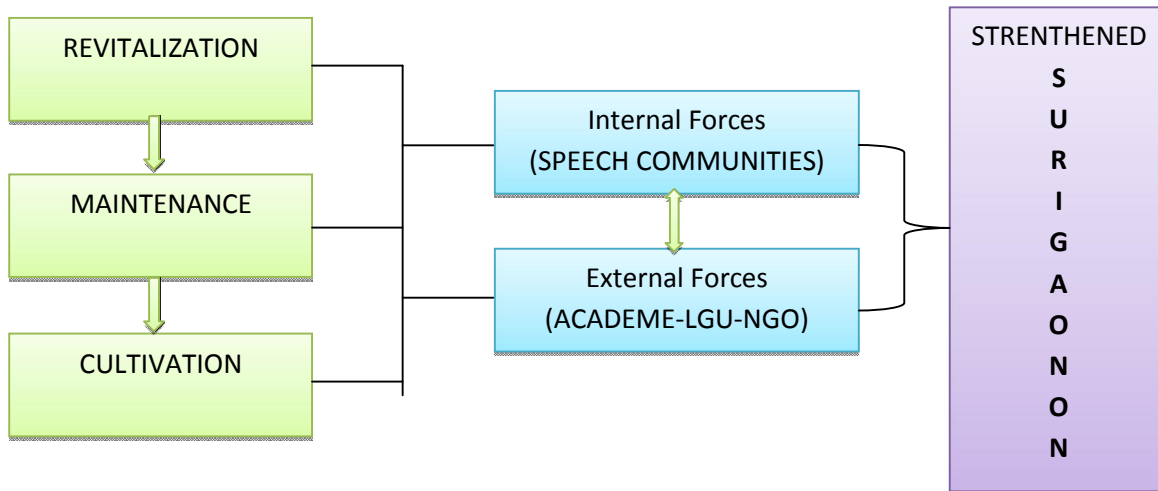 REVITALIZATION
MAINTENANCE
CULTIVATION
Internal Forces
(SPEECH COMMUNITIES)
External Forces
(ACADEME-LGU-NGO)
STRENTHENED
S
U
R
I
G
A
O
N
O
N